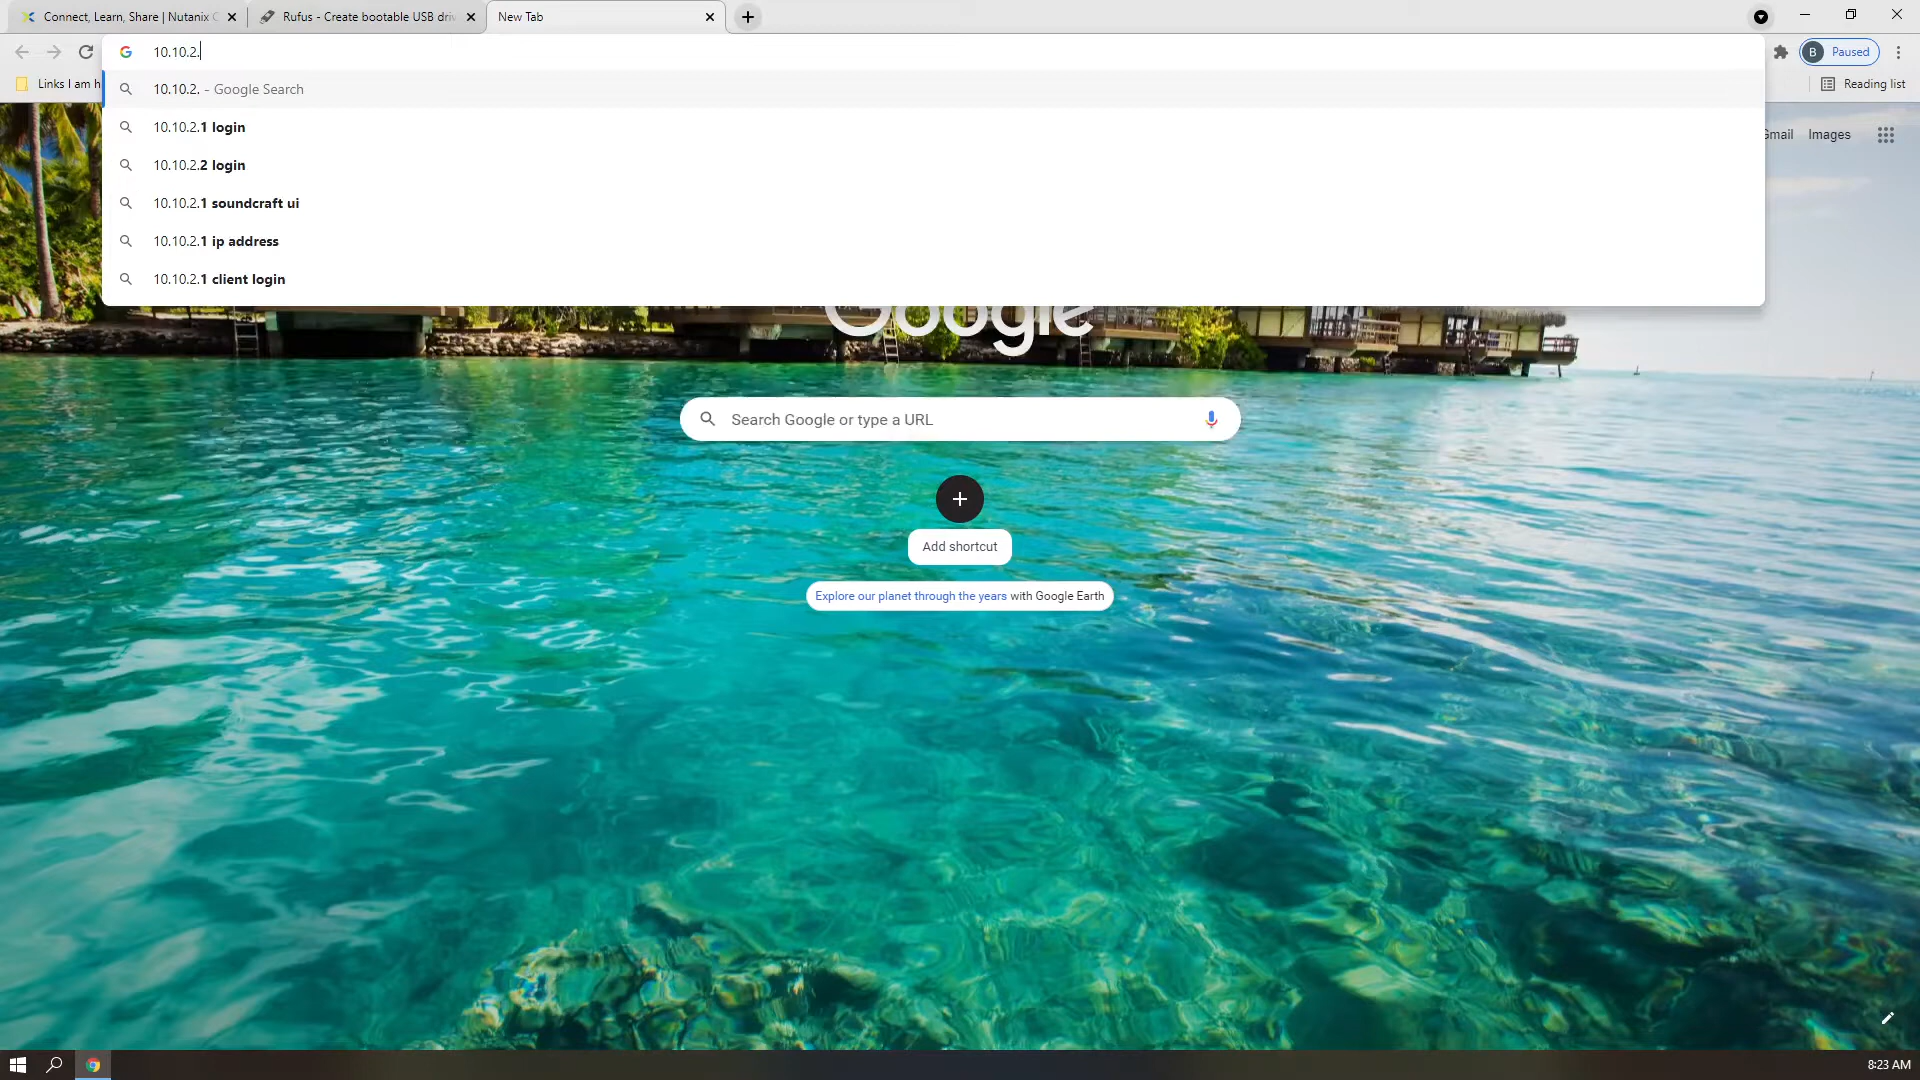 Connect, Learn, Share | Nutanix C
Rufus - Create bootable USB driv
New Tab
10.10.2.
B Paused
Links I am h
Reading list
10.10.2. - Google Search
10.10.2.1 login
10.10.2.2 login
10.10.2.1 soundcraft ui
10.10.2.1 ip address
10.10.2.1 client login
Gmail
Images
Google
Search Google or type a URL
Add shortcut
Explore our planet through the years with Google Earth
8:23 AM